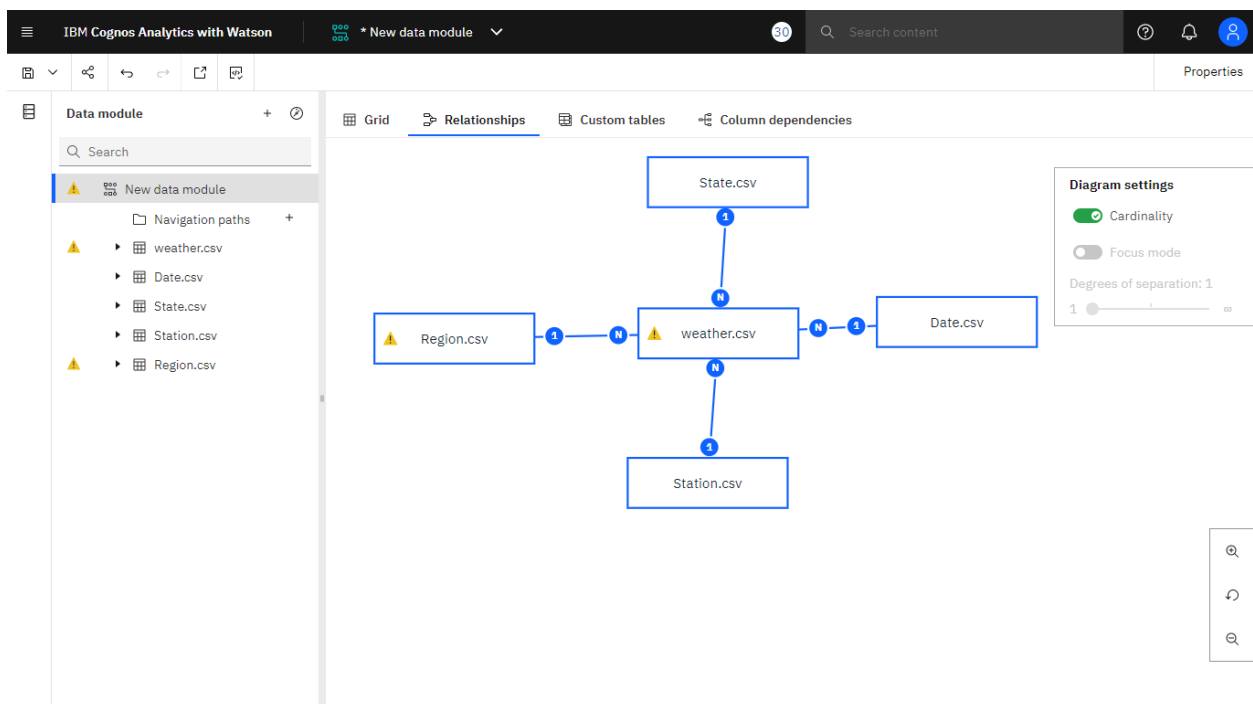 IBM Cognos Analytics with Watson
* New data module
30
Search content
Properties
Data module
Search
New data module
Navigation paths
weather.csv
Date.csv
State.csv
Station.csv
Region.csv
Grid
Relationships
Custom tables
Column dependencies
State.csv
1
N
Region.csv
1
N
weather.csv
N
1
Date.csv
N
1
Station.csv
Diagram settings
Cardinality
Focus mode
Degrees of separation: 1
1
∞